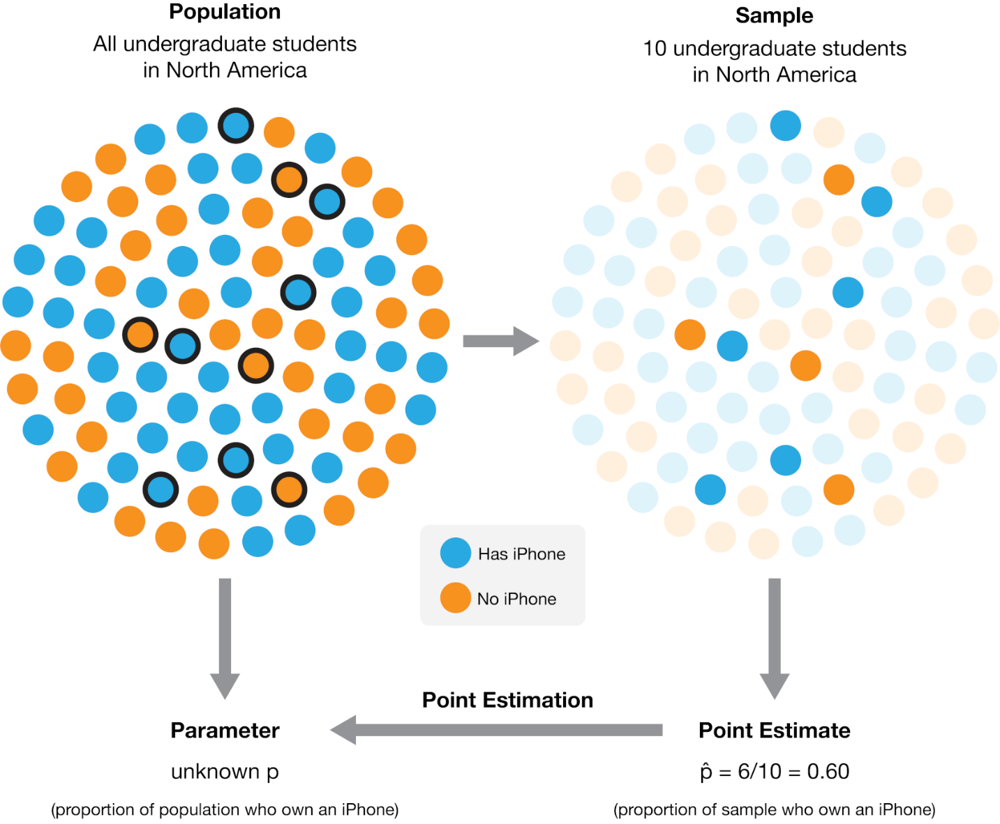 Population
All undergraduate students
in North America
Sample
10 undergraduate students
in North America
Has iPhone
No iPhone
Point Estimation
Parameter
unknown p
(proportion of population who own an iPhone)
Point Estimate
p̂ = 6/10 = 0.60
(proportion of sample who own an iPhone)